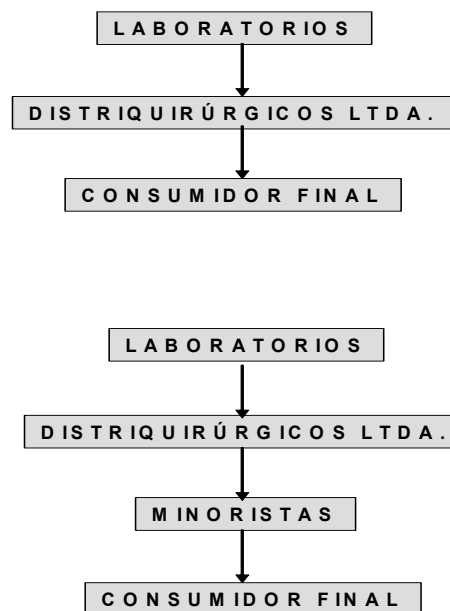 LABORATORIOS
DISTRIQUIRÚRGICOS LTDA.
CONSUMIDOR FINAL
LABORATORIOS
DISTRIQUIRÚRGICOS LTDA.
MINORISTAS
CONSUMIDOR FINAL